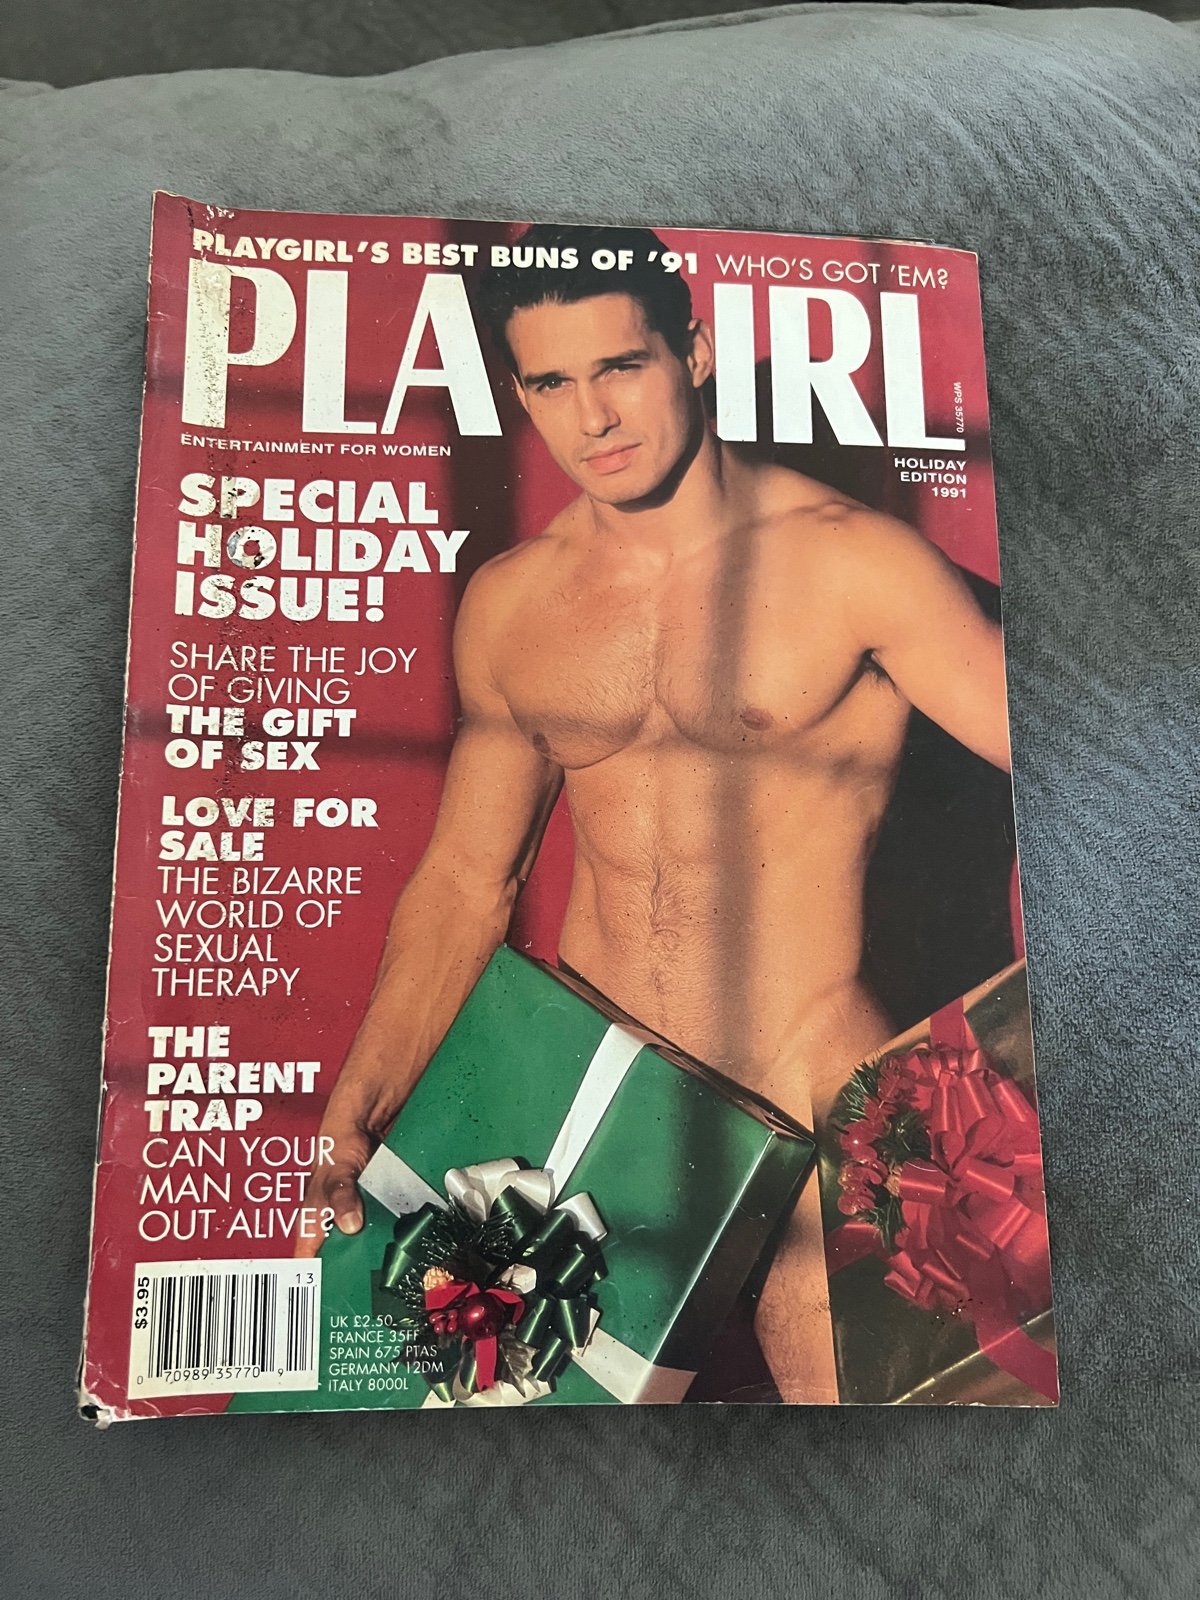 PLAYGIRL'S BEST BUNS OF '91 WHO'S GOT 'EM?
PLA IRL
WPS 35770
ENTERTAINMENT FOR WOMEN
HOLIDAY
EDITION
1991
SPECIAL
HOLIDAY
ISSUE!
SHARE THE JOY
OF GIVING
THE GIFT
OF SEX
LOVE FOR
SALE
THE BIZARRE
WORLD OF
SEXUAL
THERAPY
THE
PARENT
TRAP
CAN YOUR
MAN GET
OUT ALIVE?
$3.95
13
0 70989 35770 9
UK £2.50
FRANCE 35FF
SPAIN 675 PTAS
GERMANY 12DM
ITALY 8000L